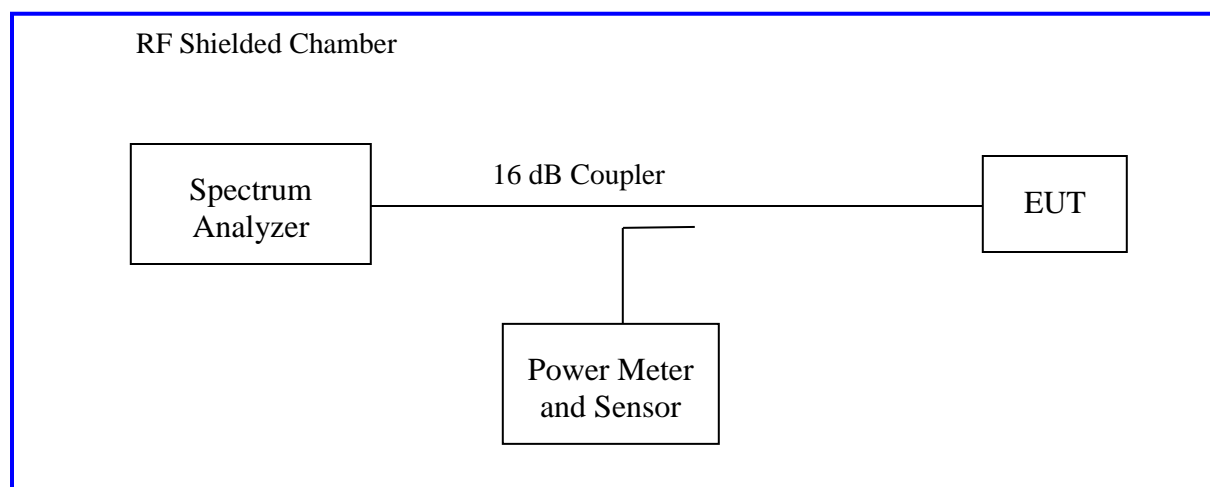 RF Shielded Chamber
16 dB Coupler
Spectrum
Analyzer
EUT
Power Meter
and Sensor